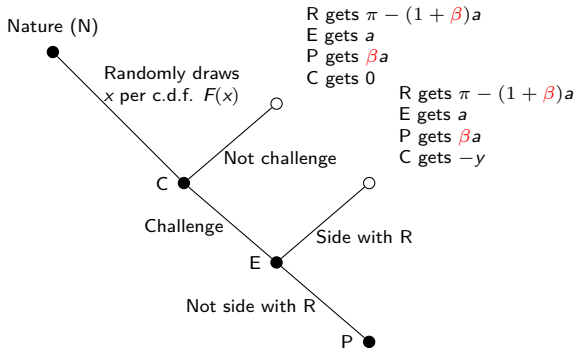 Nature (N)
R gets π − (1 + β)a
E gets a
P gets βa
C gets 0
Randomly draws
x per c.d.f. F(x)
R gets π − (1 + β)a
E gets a
P gets βa
C gets −y
Not challenge
C
Challenge
Side with R
E
Not side with R
P